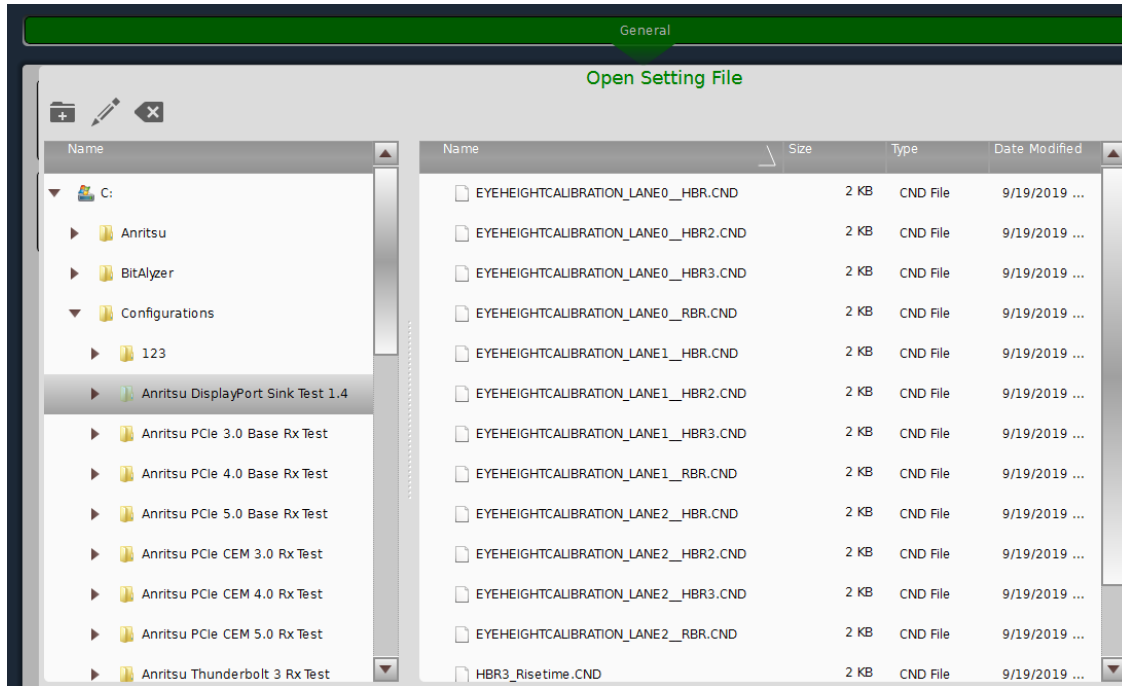 General
Open Setting File
Name
C:
Anritsu
BitAlyzer
Configurations
123
Anritsu DisplayPort Sink Test 1.4
Anritsu PCIe 3.0 Base Rx Test
Anritsu PCIe 4.0 Base Rx Test
Anritsu PCIe 5.0 Base Rx Test
Anritsu PCIe CEM 3.0 Rx Test
Anritsu PCIe CEM 4.0 Rx Test
Anritsu PCIe CEM 5.0 Rx Test
Anritsu Thunderbolt 3 Rx Test
Name Size Type Date Modified
EYEHEIGHTCALIBRATION_LANE0__HBR.CND 2 KB CND File 9/19/2019 ...
EYEHEIGHTCALIBRATION_LANE0__HBR2.CND 2 KB CND File 9/19/2019 ...
EYEHEIGHTCALIBRATION_LANE0__HBR3.CND 2 KB CND File 9/19/2019 ...
EYEHEIGHTCALIBRATION_LANE0__RBR.CND 2 KB CND File 9/19/2019 ...
EYEHEIGHTCALIBRATION_LANE1__HBR.CND 2 KB CND File 9/19/2019 ...
EYEHEIGHTCALIBRATION_LANE1__HBR2.CND 2 KB CND File 9/19/2019 ...
EYEHEIGHTCALIBRATION_LANE1__HBR3.CND 2 KB CND File 9/19/2019 ...
EYEHEIGHTCALIBRATION_LANE1__RBR.CND 2 KB CND File 9/19/2019 ...
EYEHEIGHTCALIBRATION_LANE2__HBR.CND 2 KB CND File 9/19/2019 ...
EYEHEIGHTCALIBRATION_LANE2__HBR2.CND 2 KB CND File 9/19/2019 ...
EYEHEIGHTCALIBRATION_LANE2__HBR3.CND 2 KB CND File 9/19/2019 ...
EYEHEIGHTCALIBRATION_LANE2__RBR.CND 2 KB CND File 9/19/2019 ...
HBR3_Risetime.CND 2 KB CND File 9/19/2019 ...